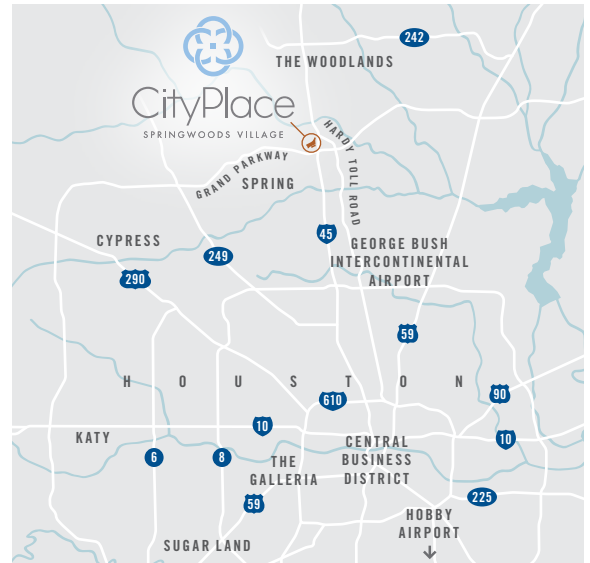 242
THE WOODLANDS
CityPlace
SPRINGWOODS VILLAGE
HARDY TOLL ROAD
GRAND PARKWAY
SPRING
45
CYPRESS
249
GEORGE BUSH
INTERCONTINENTAL
AIRPORT
290
59
HOUSTON
90
610
10
10
KATY
CENTRAL
BUSINESS
DISTRICT
6
8
THE
GALLERIA
59
225
HOBBY
AIRPORT
SUGAR LAND